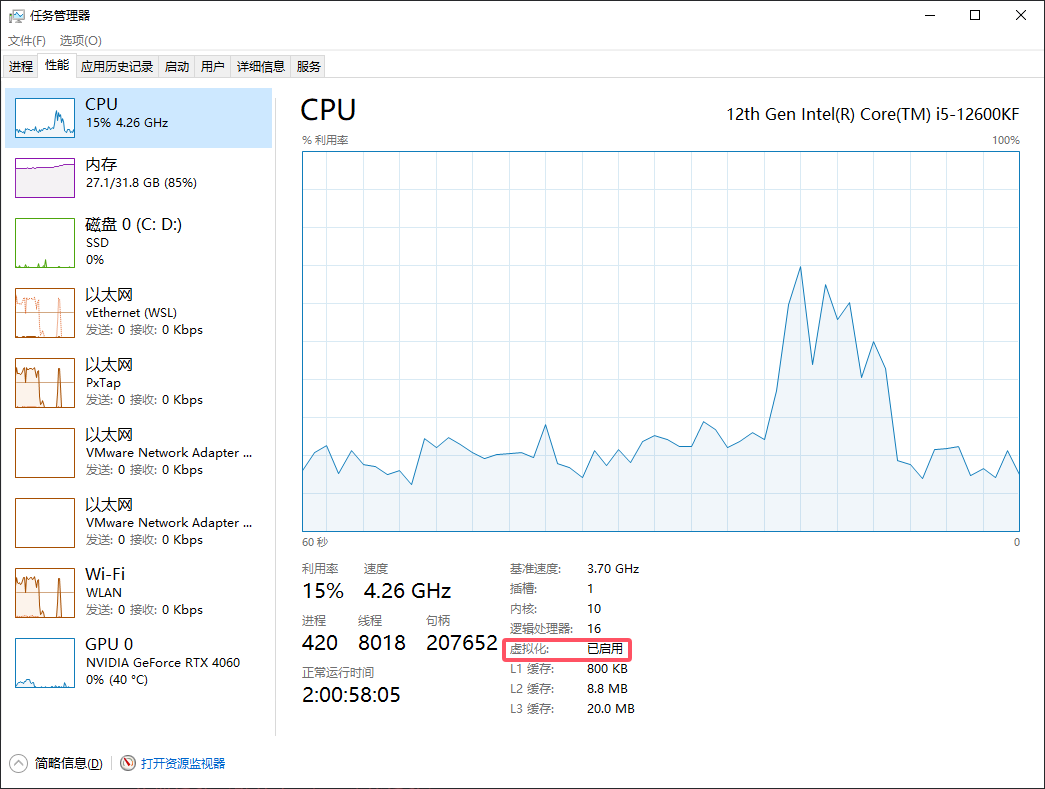 任务管理器
文件(F) 选项(O)
进程 性能 应用历史记录 启动 用户 详细信息 服务
CPU
15% 4.26 GHz
内存
27.1/31.8 GB (85%)
磁盘 0 (C: D:)
SSD
0%
以太网
vEthernet (WSL)
发送: 0 接收: 0 Kbps
以太网
PxTap
发送: 0 接收: 0 Kbps
以太网
VMware Network Adapter ...
发送: 0 接收: 0 Kbps
以太网
VMware Network Adapter ...
发送: 0 接收: 0 Kbps
Wi-Fi
WLAN
发送: 0 接收: 0 Kbps
GPU 0
NVIDIA GeForce RTX 4060
0% (40 °C)
CPU 12th Gen Intel(R) Core(TM) i5-12600KF
% 利用率 100%
60 秒 0
利用率 速度
15% 4.26 GHz
进程 线程 句柄
420 8018 207652
正常运行时间
2:00:58:05
基准速度: 3.70 GHz
插槽: 1
内核: 10
逻辑处理器: 16
虚拟化: 已启用
L1 缓存: 800 KB
L2 缓存: 8.8 MB
L3 缓存: 20.0 MB
简略信息(D) 打开资源监视器